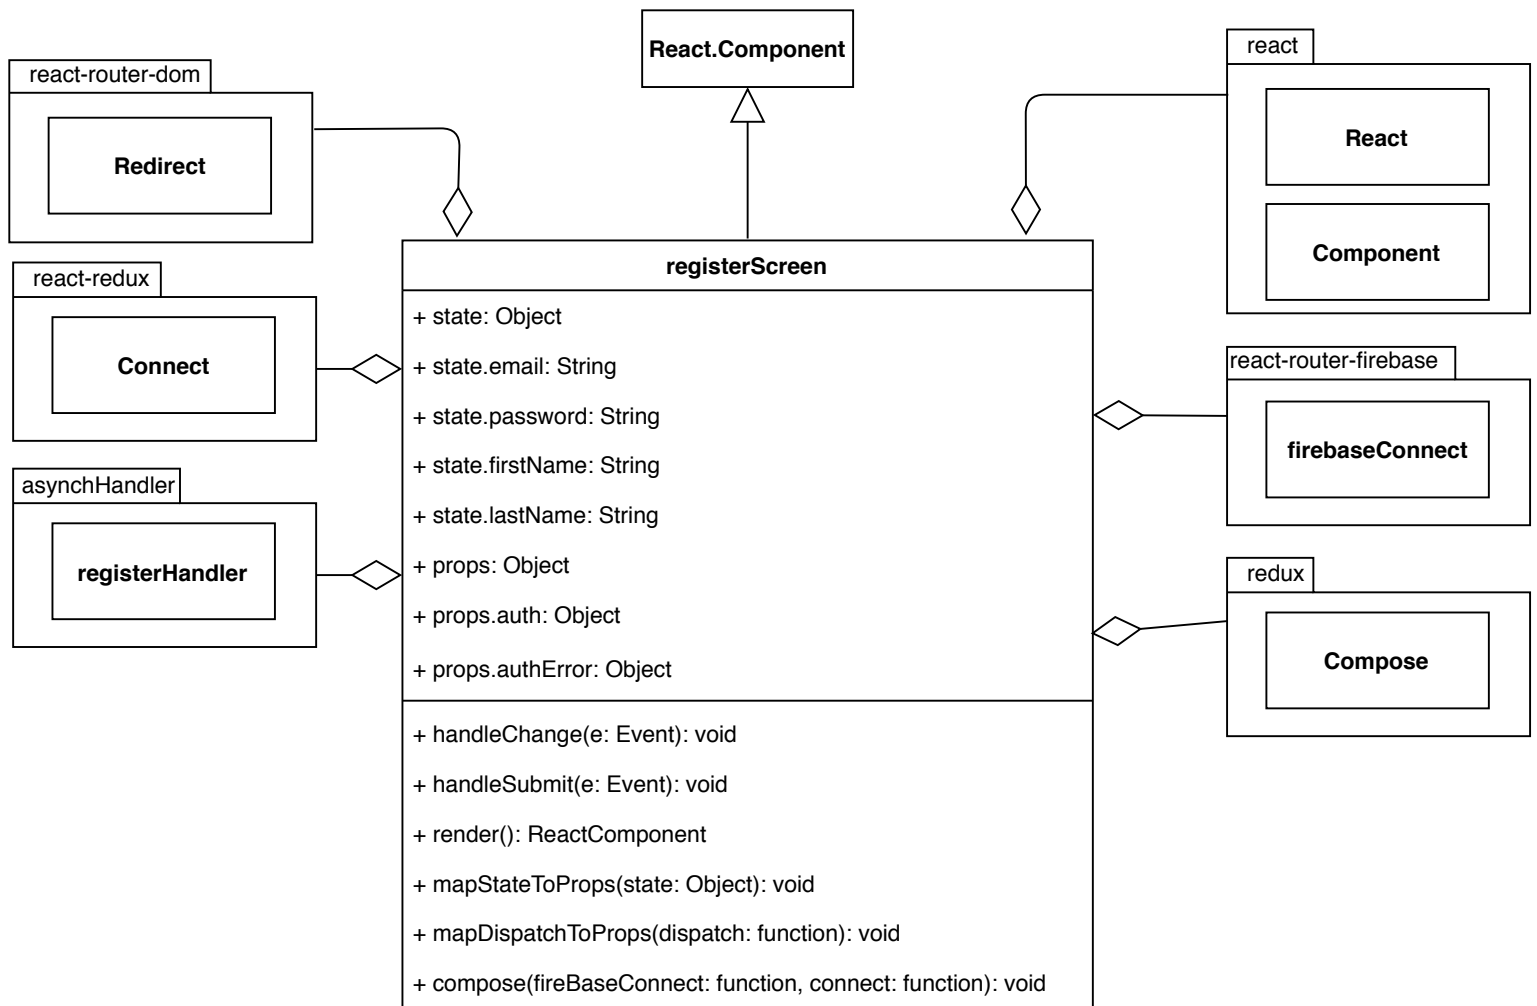 React.Component
react-router-dom
Redirect
react-redux
Connect
asynchHandler
registerHandler
registerScreen
+ state: Object
+ state.email: String
+ state.password: String
+ state.firstName: String
+ state.lastName: String
+ props: Object
+ props.auth: Object
+ props.authError: Object
+ handleChange(e: Event): void
+ handleSubmit(e: Event): void
+ render(): ReactComponent
+ mapStateToProps(state: Object): void
+ mapDispatchToProps(dispatch: function): void
+ compose(fireBaseConnect: function, connect: function): void
react
React
Component
react-router-firebase
firebaseConnect
redux
Compose